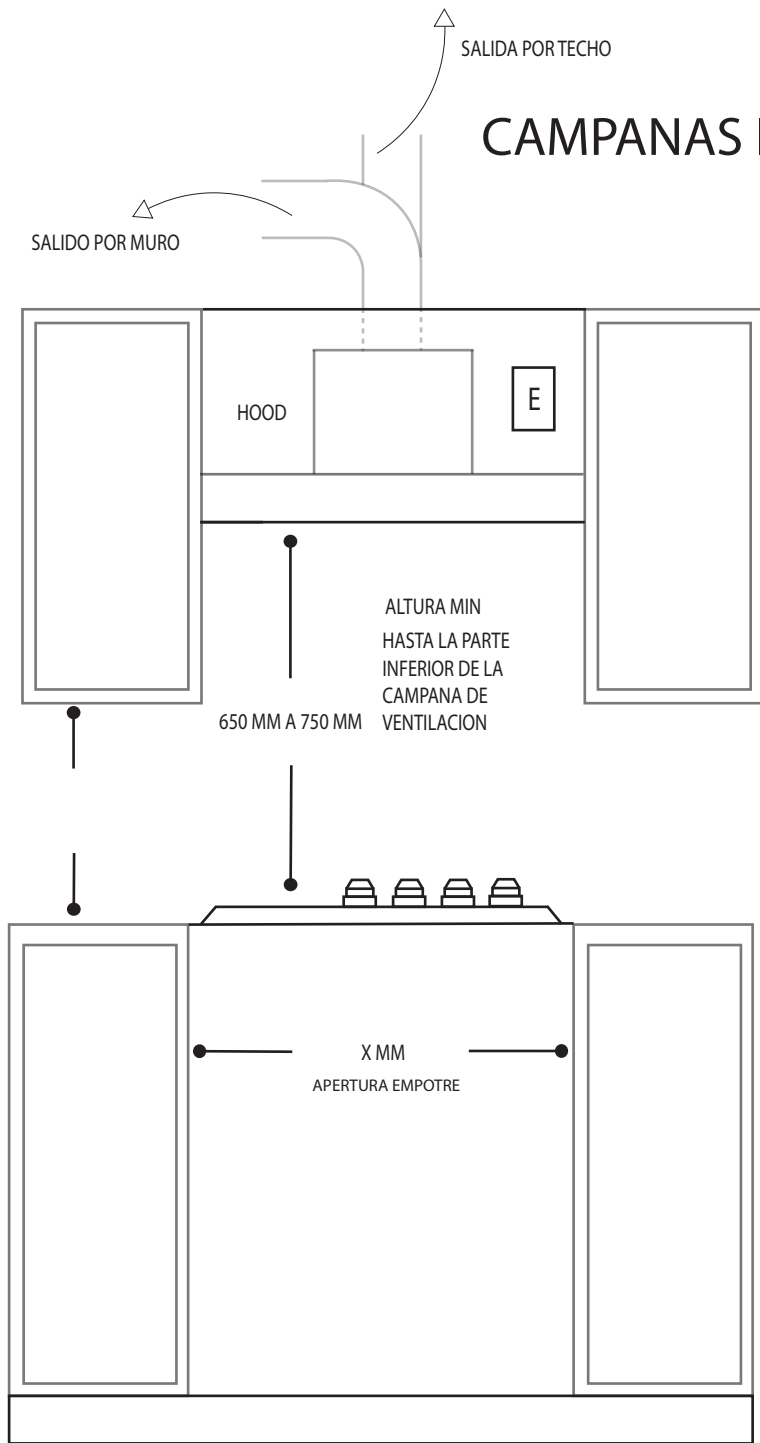 SALIDA POR TECHO
CAMPANAS
SALIDO POR MURO
HOOD
E
ALTURA MIN
HASTA LA PARTE
INFERIOR DE LA
CAMPANA DE
VENTILACION
650 MM A 750 MM
X MM
APERTURA EMPOTRE